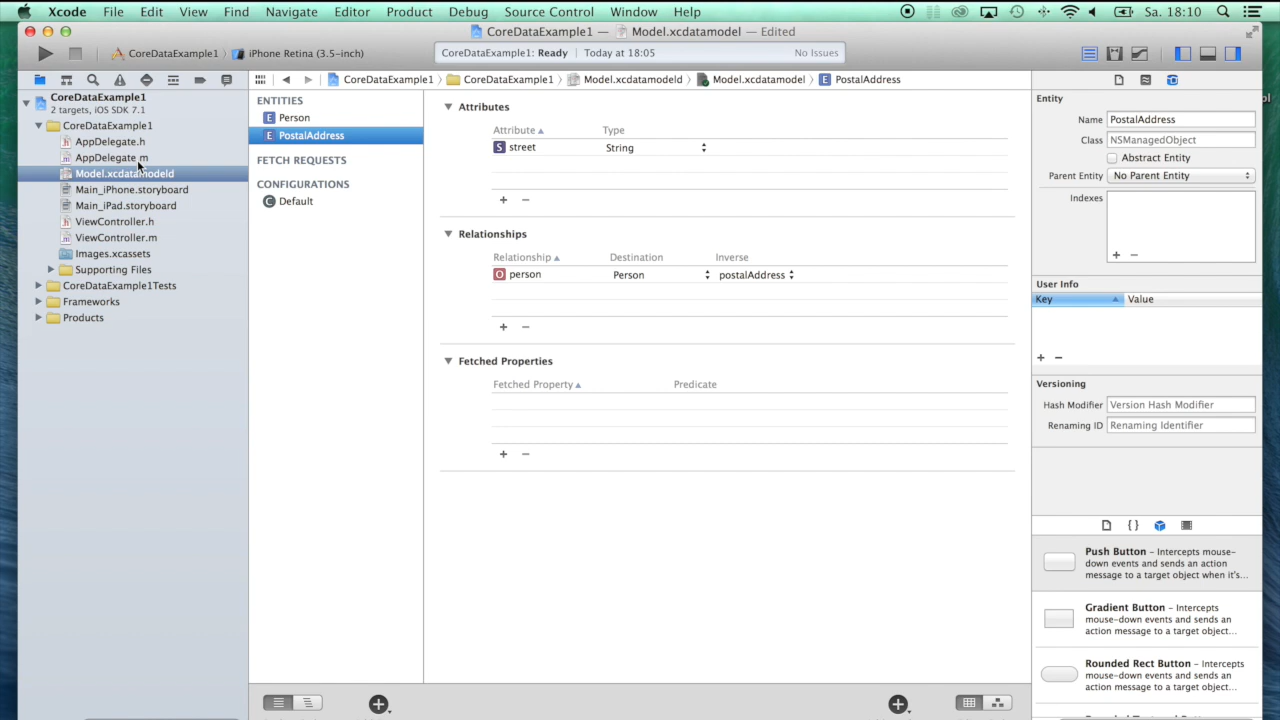 Xcode File Edit View Find Navigate Editor Product Debug Source Control Window Help Sa. 18:10
CoreDataExample1 — Model.xcdatamodel — Edited
CoreDataExample1 〉 iPhone Retina (3.5-inch)
CoreDataExample1: Ready | Today at 18:05 No Issues
CoreDataExample1 〉 CoreDataExample1 〉 Model.xcdatamodeld 〉 Model.xcdatamodel 〉 E PostalAddress
CoreDataExample1
2 targets, iOS SDK 7.1
CoreDataExample1
AppDelegate.h
AppDelegate.m
Model.xcdatamodeld
Main_iPhone.storyboard
Main_iPad.storyboard
ViewController.h
ViewController.m
Images.xcassets
Supporting Files
CoreDataExample1Tests
Frameworks
Products
ENTITIES
E Person
E PostalAddress
FETCH REQUESTS
CONFIGURATIONS
C Default
Attributes
Attribute Type
S street String
+ −
Relationships
Relationship Destination Inverse
O person Person postalAddress
+ −
Fetched Properties
Fetched Property Predicate
+ −
Entity
Name PostalAddress
Class NSManagedObject
Abstract Entity
Parent Entity No Parent Entity
Indexes
+ −
User Info
Key Value
+ −
Versioning
Hash Modifier Version Hash Modifier
Renaming ID Renaming Identifier
Push Button – Intercepts mouse-
down events and sends an action
message to a target object when it's...
Gradient Button – Intercepts
mouse-down events and sends an
action message to a target object...
Rounded Rect Button – Intercepts
mouse-down events and sends an
action message to a target object...